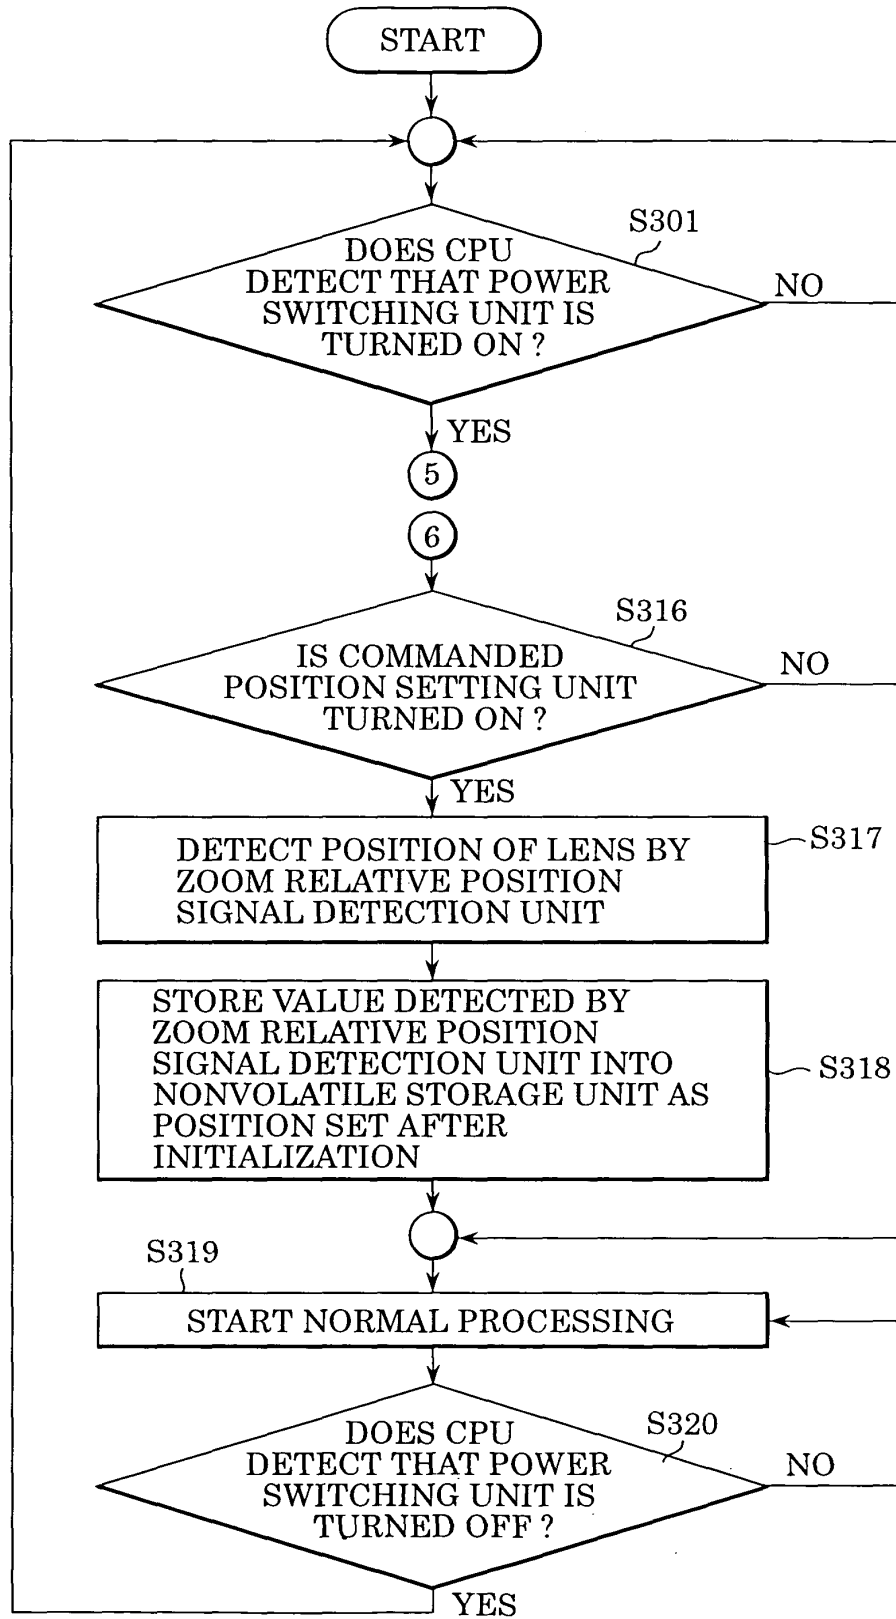 START
S301
DOES CPU
DETECT THAT POWER
SWITCHING UNIT IS
TURNED ON ?
NO
YES
5
6
S316
IS COMMANDED
POSITION SETTING UNIT
TURNED ON ?
NO
YES
S317
DETECT POSITION OF LENS BY
ZOOM RELATIVE POSITION
SIGNAL DETECTION UNIT
STORE VALUE DETECTED BY
ZOOM RELATIVE POSITION
SIGNAL DETECTION UNIT INTO
NONVOLATILE STORAGE UNIT AS
POSITION SET AFTER
INITIALIZATION
S318
S319
START NORMAL PROCESSING
S320
DOES CPU
DETECT THAT POWER
SWITCHING UNIT IS
TURNED OFF ?
NO
YES